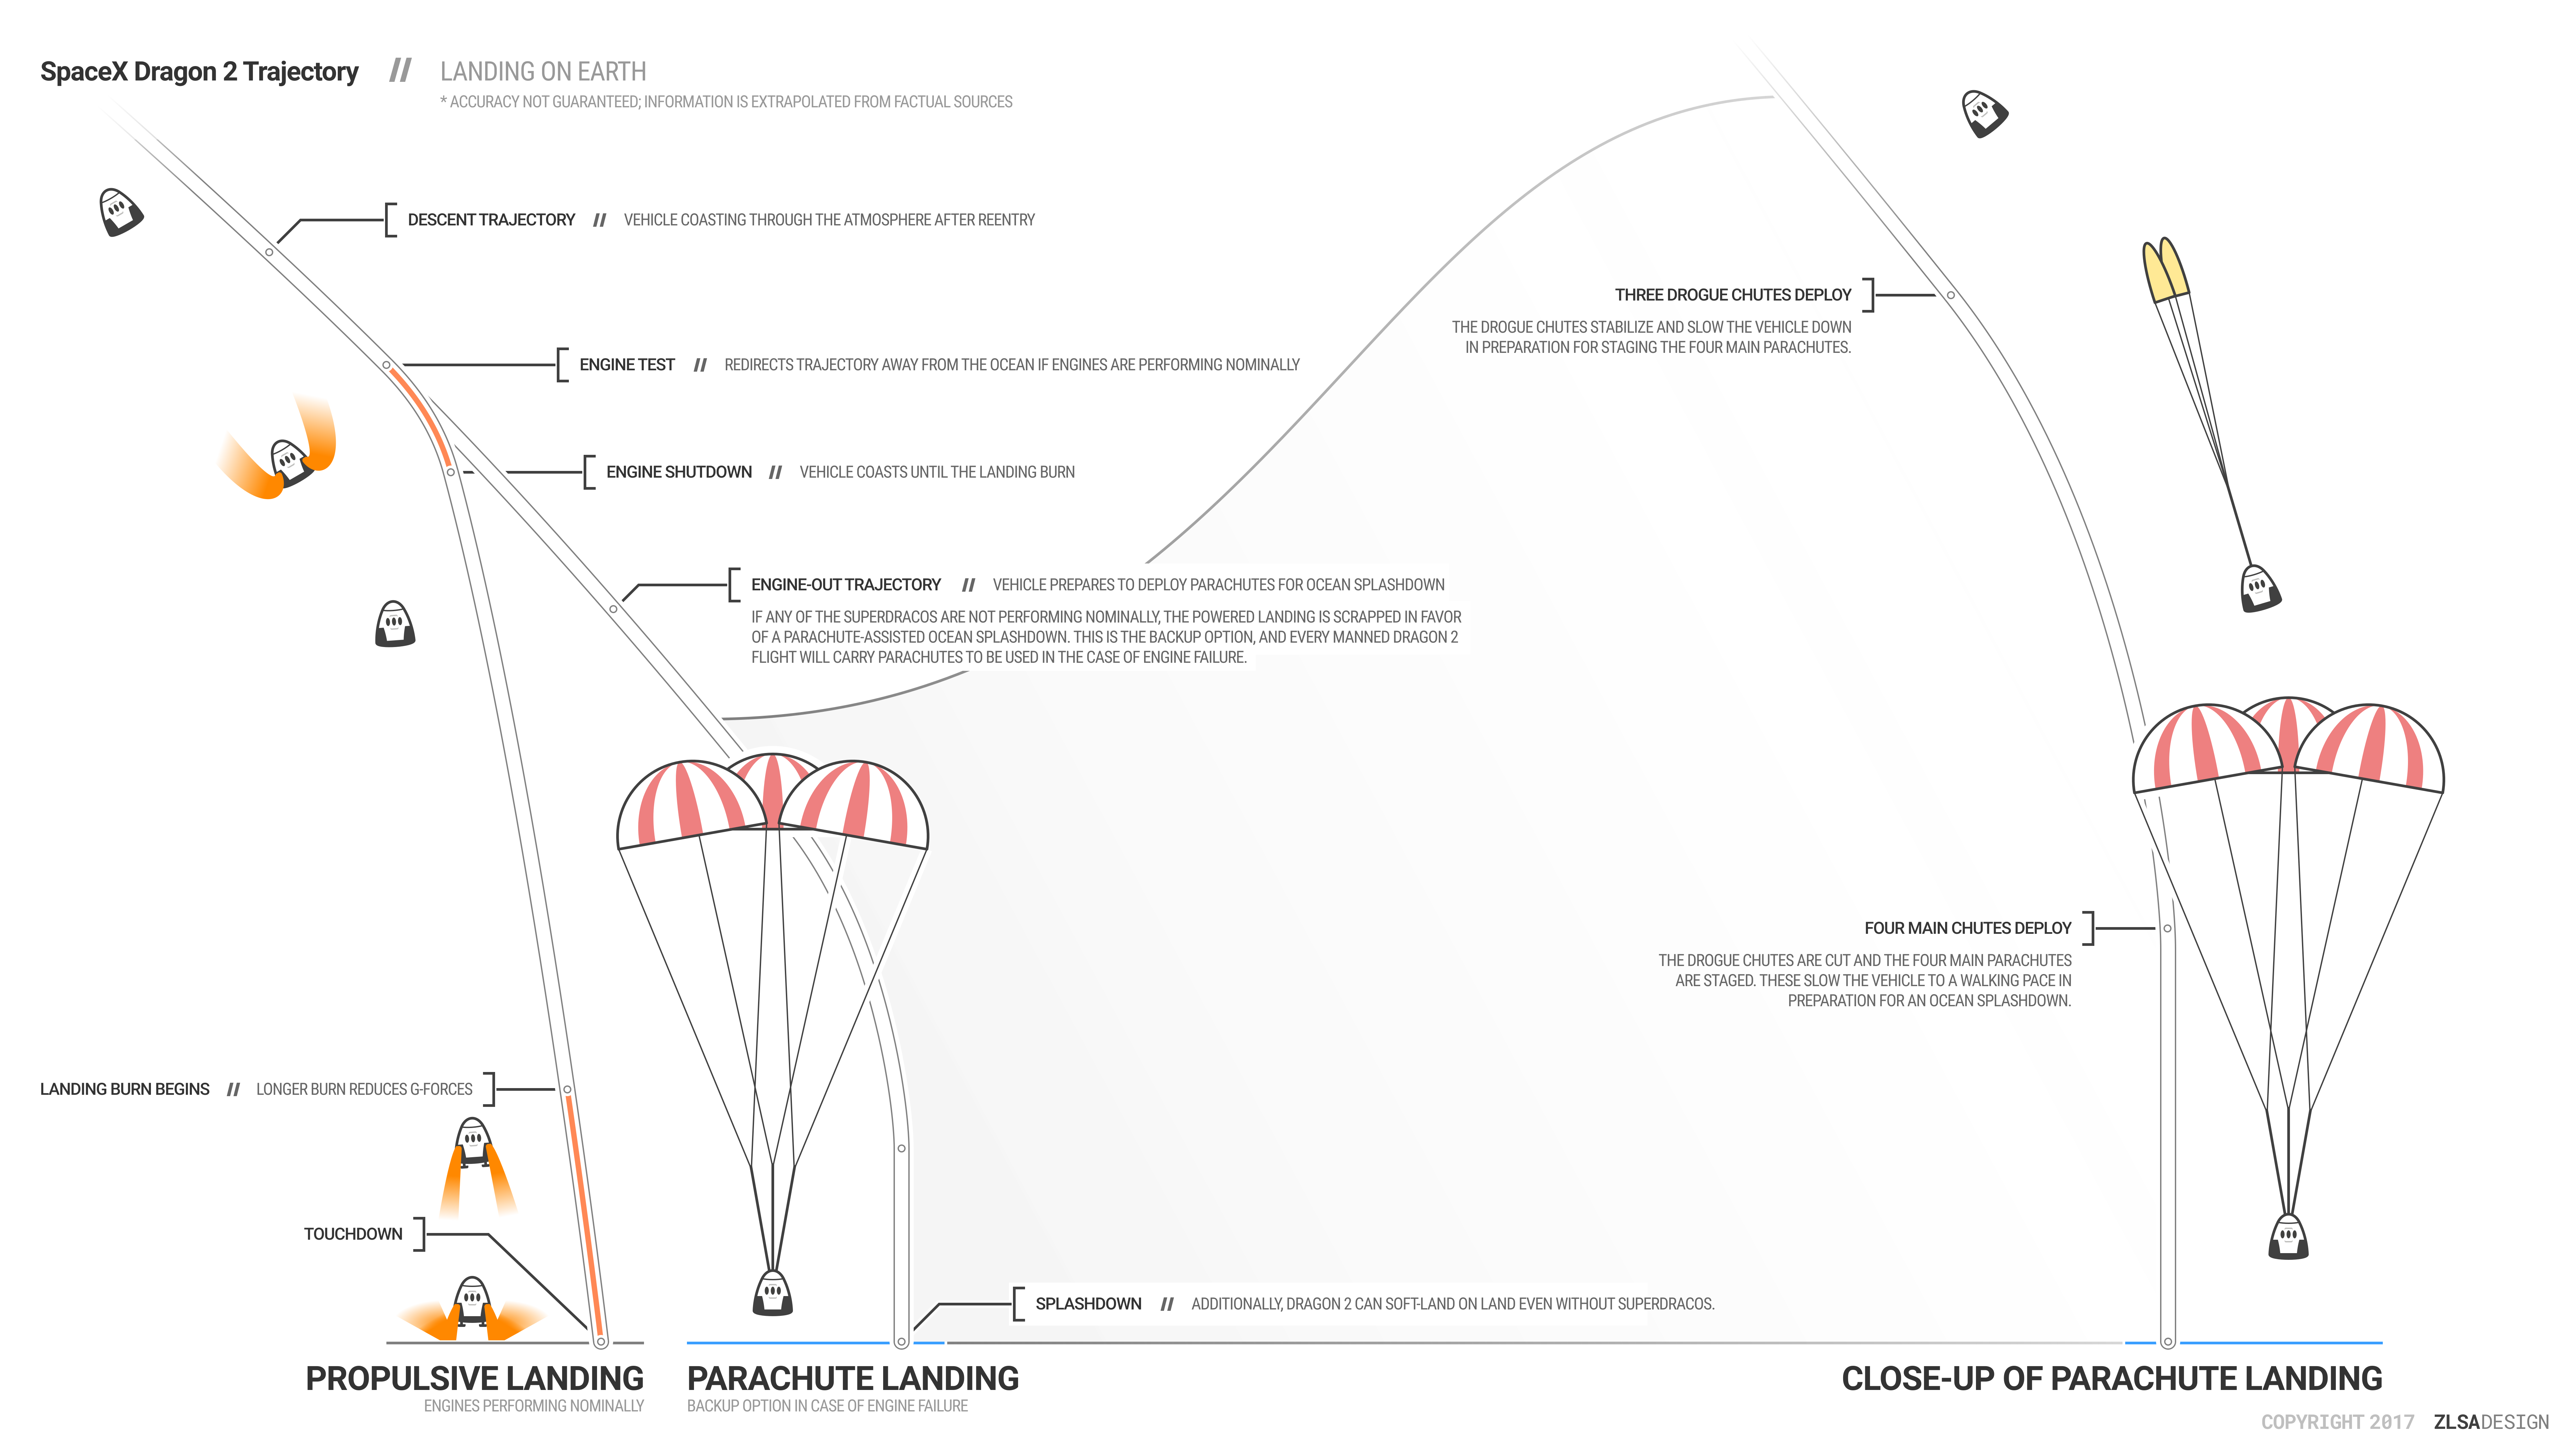 SpaceX Dragon 2 Trajectory // LANDING ON EARTH
* ACCURACY NOT GUARANTEED; INFORMATION IS EXTRAPOLATED FROM FACTUAL SOURCES
DESCENT TRAJECTORY // VEHICLE COASTING THROUGH THE ATMOSPHERE AFTER REENTRY
ENGINE TEST // REDIRECTS TRAJECTORY AWAY FROM THE OCEAN IF ENGINES ARE PERFORMING NOMINALLY
ENGINE SHUTDOWN // VEHICLE COASTS UNTIL THE LANDING BURN
ENGINE-OUT TRAJECTORY // VEHICLE PREPARES TO DEPLOY PARACHUTES FOR OCEAN SPLASHDOWN
IF ANY OF THE SUPERDRACOS ARE NOT PERFORMING NOMINALLY, THE POWERED LANDING IS SCRAPPED IN FAVOR
OF A PARACHUTE-ASSISTED OCEAN SPLASHDOWN. THIS IS THE BACKUP OPTION, AND EVERY MANNED DRAGON 2
FLIGHT WILL CARRY PARACHUTES TO BE USED IN THE CASE OF ENGINE FAILURE.
LANDING BURN BEGINS // LONGER BURN REDUCES G-FORCES
TOUCHDOWN
SPLASHDOWN // ADDITIONALLY, DRAGON 2 CAN SOFT-LAND ON LAND EVEN WITHOUT SUPERDRACOS.
PROPULSIVE LANDING
ENGINES PERFORMING NOMINALLY
PARACHUTE LANDING
BACKUP OPTION IN CASE OF ENGINE FAILURE
THREE DROGUE CHUTES DEPLOY
THE DROGUE CHUTES STABILIZE AND SLOW THE VEHICLE DOWN
IN PREPARATION FOR STAGING THE FOUR MAIN PARACHUTES.
FOUR MAIN CHUTES DEPLOY
THE DROGUE CHUTES ARE CUT AND THE FOUR MAIN PARACHUTES
ARE STAGED. THESE SLOW THE VEHICLE TO A WALKING PACE IN
PREPARATION FOR AN OCEAN SPLASHDOWN.
CLOSE-UP OF PARACHUTE LANDING
COPYRIGHT 2017 ZLSADESIGN